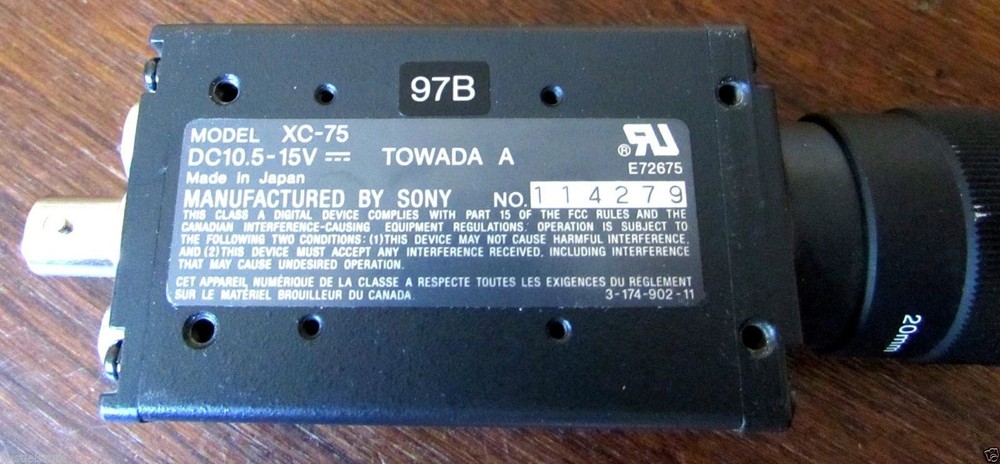 97B
MODEL XC-75
DC10.5-15V ⎓ TOWADA A
® RU
E72675
Made in Japan
MANUFACTURED BY SONY NO. 114279
THIS CLASS A DIGITAL DEVICE COMPLIES WITH PART 15 OF THE FCC RULES AND THE
CANADIAN INTERFERENCE-CAUSING EQUIPMENT REGULATIONS. OPERATION IS SUBJECT TO
THE FOLLOWING TWO CONDITIONS: (1)THIS DEVICE MAY NOT CAUSE HARMFUL INTERFERENCE,
AND (2)THIS DEVICE MUST ACCEPT ANY INTERFERENCE RECEIVED, INCLUDING INTERFERENCE
THAT MAY CAUSE UNDESIRED OPERATION.
CET APPAREIL NUMÉRIQUE DE LA CLASSE A RESPECTE TOUTES LES EXIGENCES DU RÈGLEMENT
SUR LE MATÉRIEL BROUILLEUR DU CANADA. 3-174-902-11
20mm